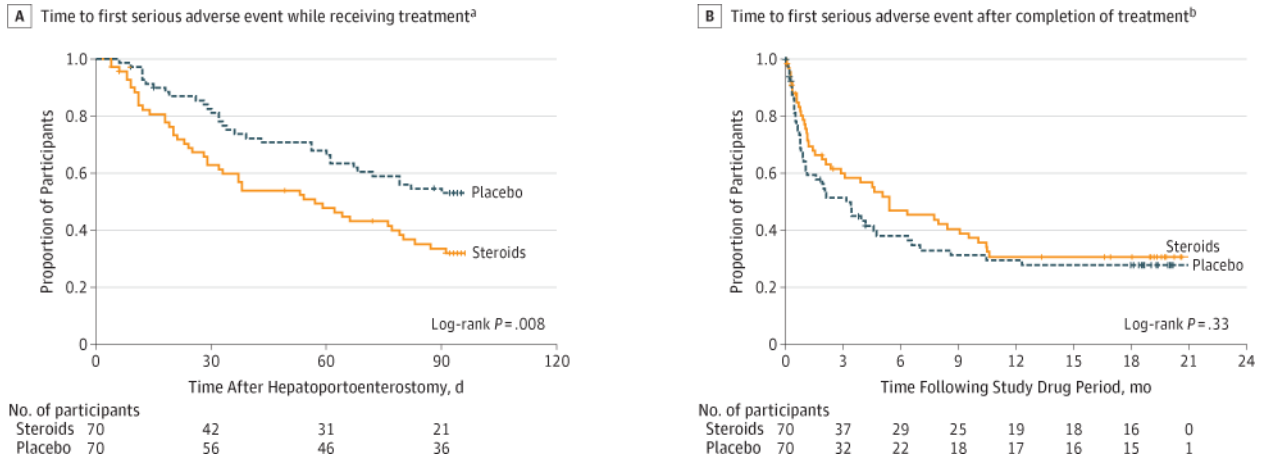 A Time to first serious adverse event while receiving treatmentᵃ
1.0
0.8
0.6
0.4
0.2
0
Proportion of Participants
Placebo
Steroids
Log-rank P = .008
0 30 60 90 120
Time After Hepatoportoenterostomy, d
No. of participants
Steroids 70 42 31 21
Placebo 70 56 46 36
B Time to first serious adverse event after completion of treatmentᵇ
1.0
0.8
0.6
0.4
0.2
0
Proportion of Participants
Steroids
Placebo
Log-rank P = .33
0 3 6 9 12 15 18 21 24
Time Following Study Drug Period, mo
No. of participants
Steroids 70 37 29 25 19 18 16 0
Placebo 70 32 22 18 17 16 15 1